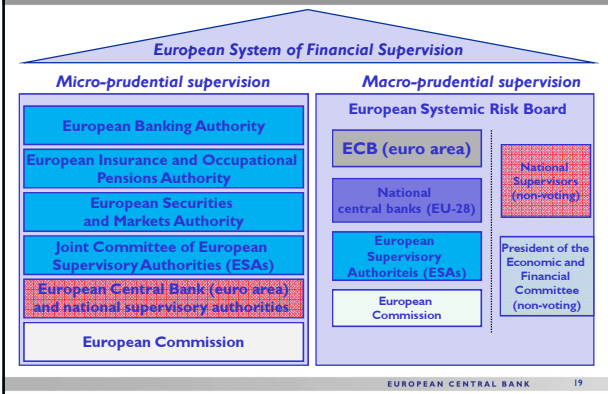 European System of Financial Supervision
Micro-prudential supervision
European Banking Authority
European Insurance and Occupational
Pensions Authority
European Securities
and Markets Authority
Joint Committee of European
Supervisory Authorities (ESAs)
European Central Bank (euro area)
and national supervisory authorities
European Commission
Macro-prudential supervision
European Systemic Risk Board
ECB (euro area)
National
central banks (EU-28)
European
Supervisory
Authoriteis (ESAs)
European
Commission
National
Supervisors
(non-voting)
President of the
Economic and
Financial
Committee
(non-voting)
EUROPEAN CENTRAL BANK 19